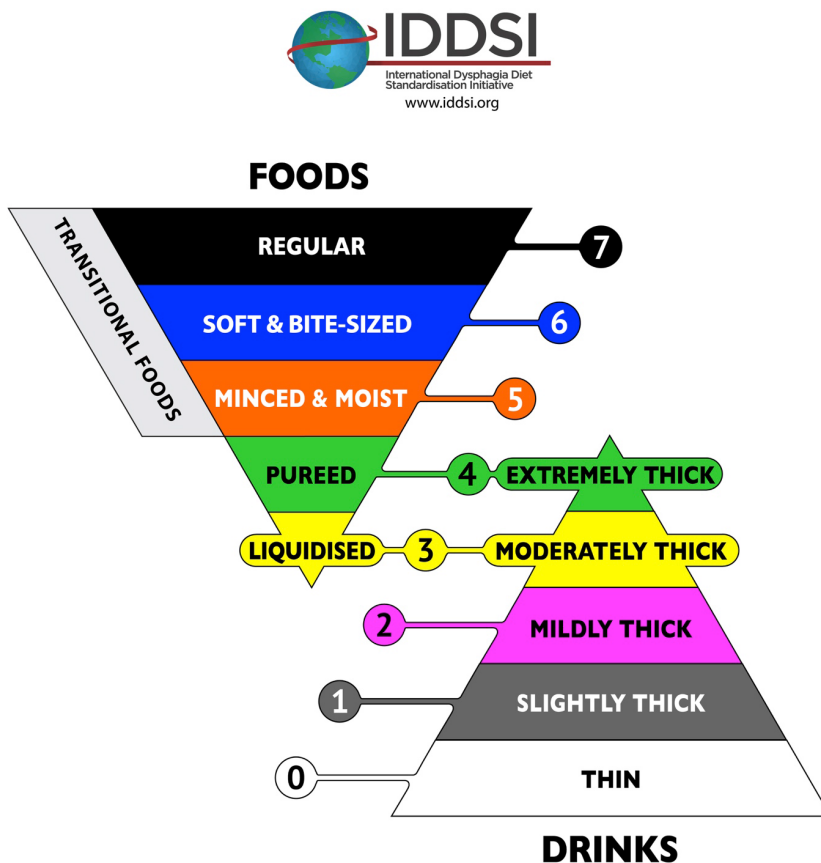 IDDSI
International Dysphagia Diet
Standardisation Initiative
www.iddsi.org
FOODS
TRANSITIONAL FOODS
REGULAR
7
SOFT & BITE-SIZED
6
MINCED & MOIST
5
PUREED
4
EXTREMELY THICK
LIQUIDISED
3
MODERATELY THICK
2
MILDLY THICK
1
SLIGHTLY THICK
0
THIN
DRINKS